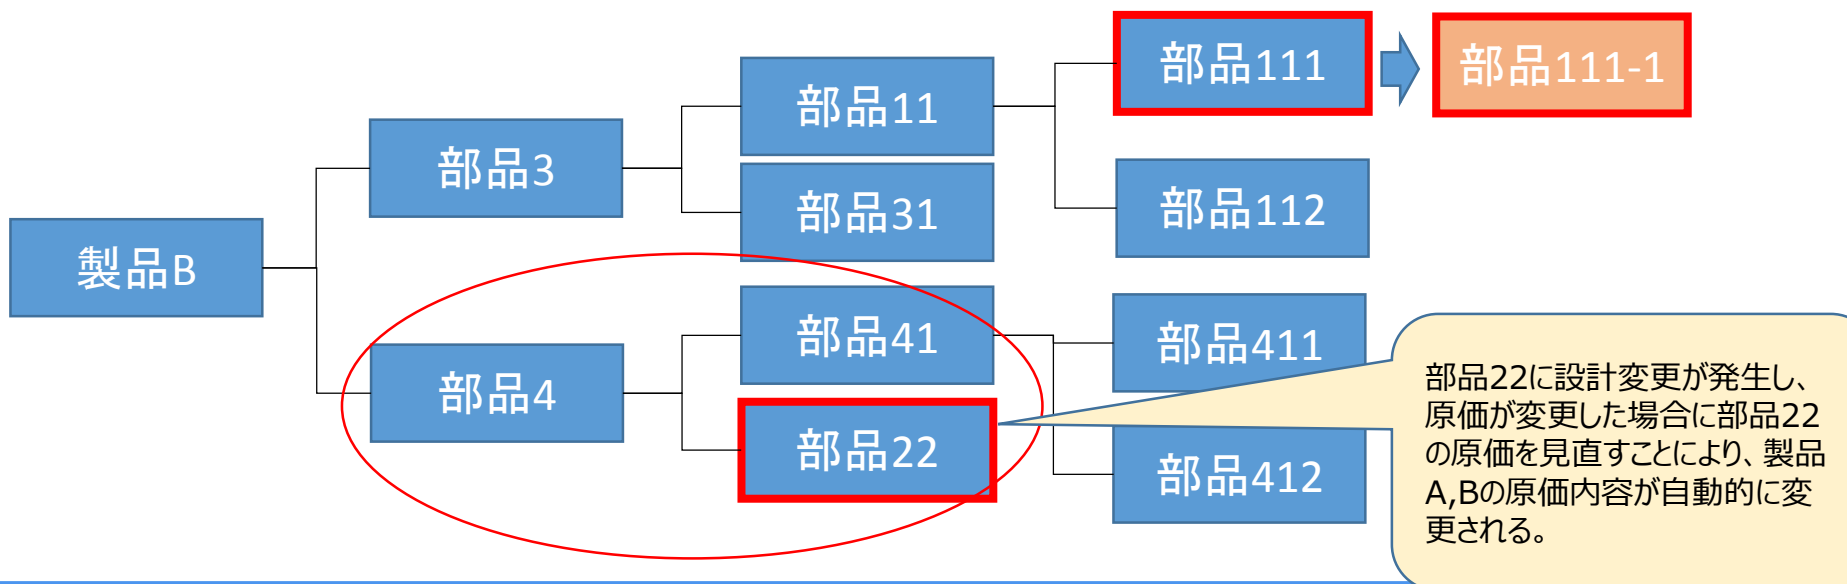 部品111
部品111-1
部品11
部品3
部品31
部品112
製品B
部品41
部品411
部品4
部品22
部品412
部品22に設計変更が発生し、
原価が変更した場合に部品22
の原価を見直すことにより、製品
A,Bの原価内容が自動的に変
更される。